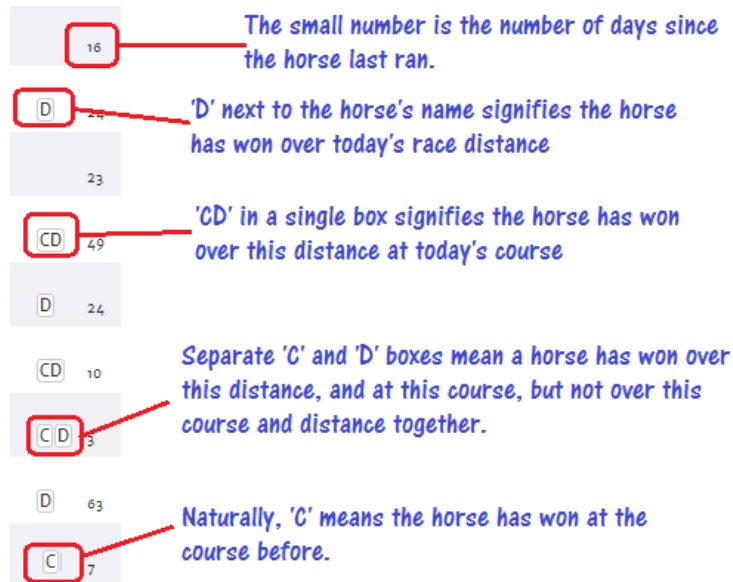 16
The small number is the number of days since
the horse last ran.
D 24
'D' next to the horse's name signifies the horse
has won over today's race distance
23
'CD' in a single box signifies the horse has won
over this distance at today's course
CD 49
D 24
CD 10
Separate 'C' and 'D' boxes mean a horse has won over
this distance, and at this course, but not over this
course and distance together.
C D 3
D 63
Naturally, 'C' means the horse has won at the
course before.
C 7